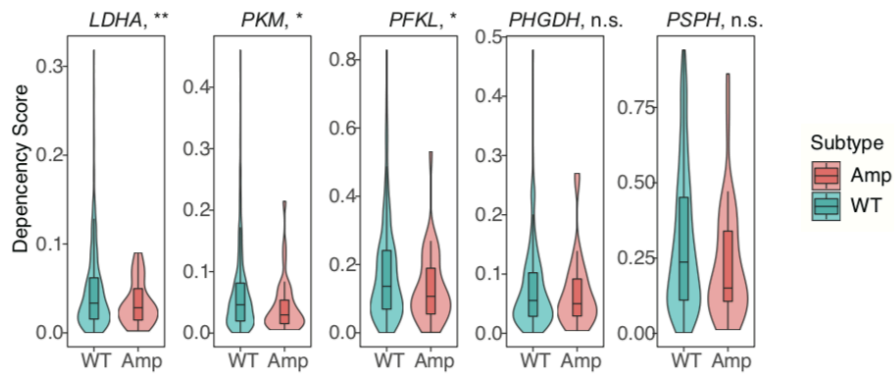 LDHA, **
PKM, *
PFKL, *
PHGDH, n.s.
PSPH, n.s.
Depencency Score
0.3
0.2
0.1
0.0
0.4
0.3
0.2
0.1
0.0
0.8
0.6
0.4
0.2
0.0
0.5
0.4
0.3
0.2
0.1
0.0
0.75
0.50
0.25
0.00
WT Amp
WT Amp
WT Amp
WT Amp
WT Amp
Subtype
Amp
WT